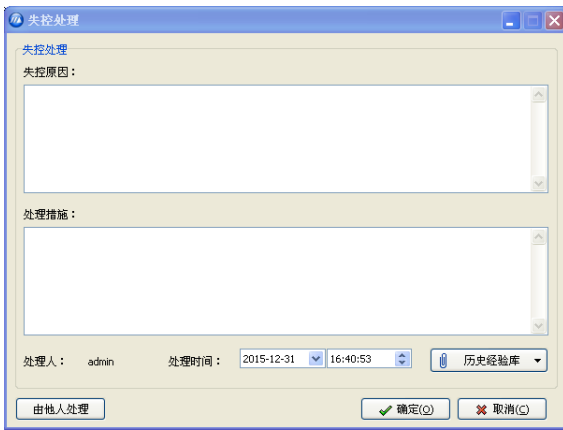 失控处理
失控处理
失控原因：
处理措施：
处理人： admin 处理时间： 2015-12-31 16:40:53 历史经验库
由他人处理 确定(O) 取消(C)